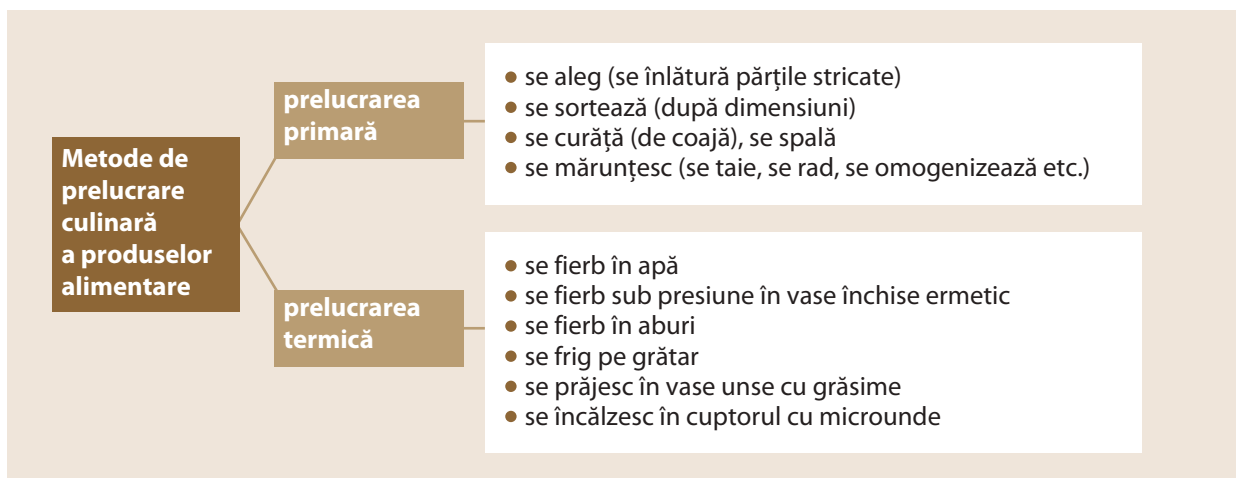 Metode de
prelucrare
culinară
a produselor
alimentare
prelucrarea
primară
● se aleg (se înlătură părțile stricate)
● se sortează (după dimensiuni)
● se curăță (de coajă), se spală
● se mărunțesc (se taie, se rad, se omogenizează etc.)
prelucrarea
termică
● se fierb în apă
● se fierb sub presiune în vase închise ermetic
● se fierb în aburi
● se frig pe grătar
● se prăjesc în vase unse cu grăsime
● se încălzesc în cuptorul cu microunde